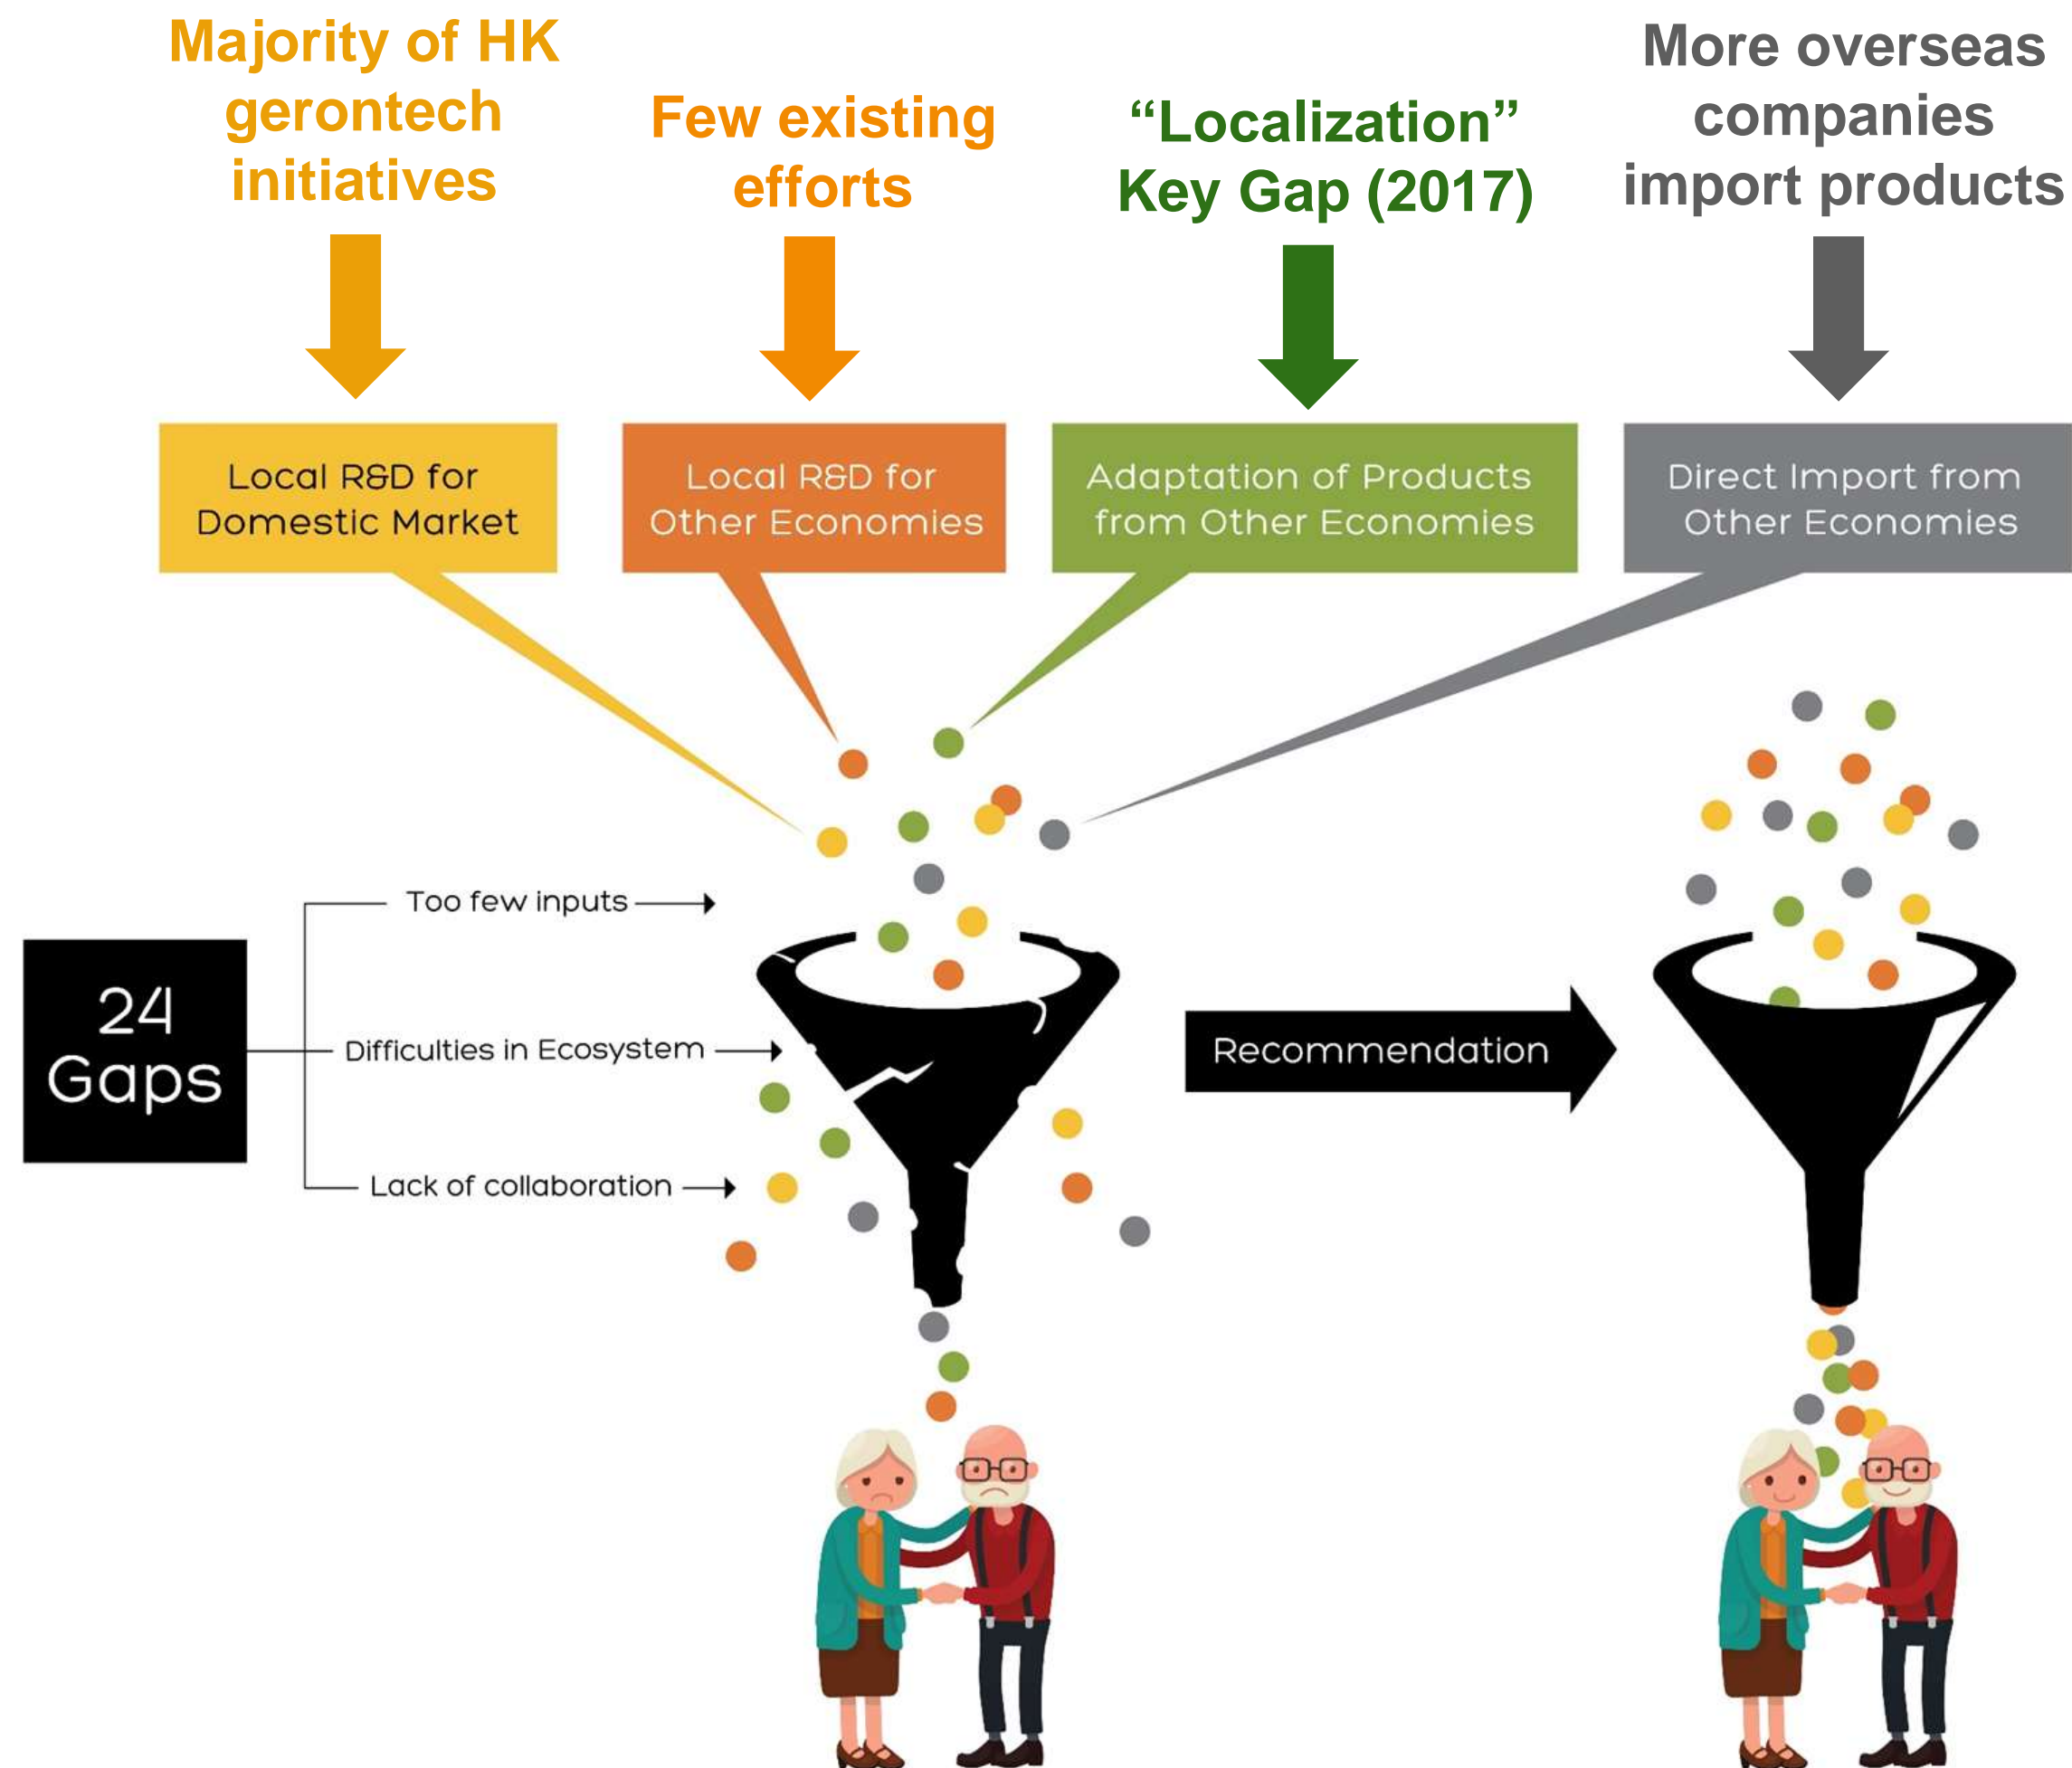 Majority of HK
gerontech
initiatives
Few existing
efforts
“Localization”
Key Gap (2017)
More overseas
companies
import products
Local R&D for
Domestic Market
Local R&D for
Other Economies
Adaptation of Products
from Other Economies
Direct Import from
Other Economies
24
Gaps
Too few inputs
Difficulties in Ecosystem
Lack of collaboration
Recommendation